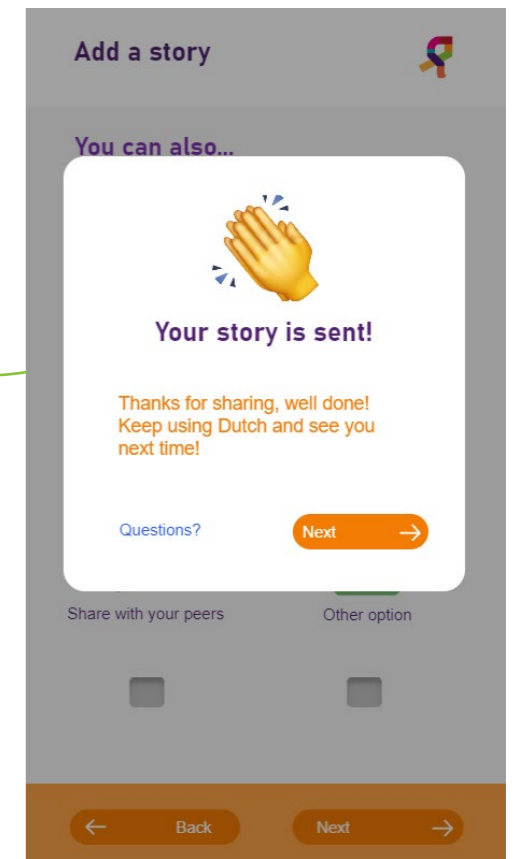 Add a story
You can also...
Your story is sent!
Thanks for sharing, well done!
Keep using Dutch and see you
next time!
Questions?
Next
Share with your peers
Other option
Back
Next